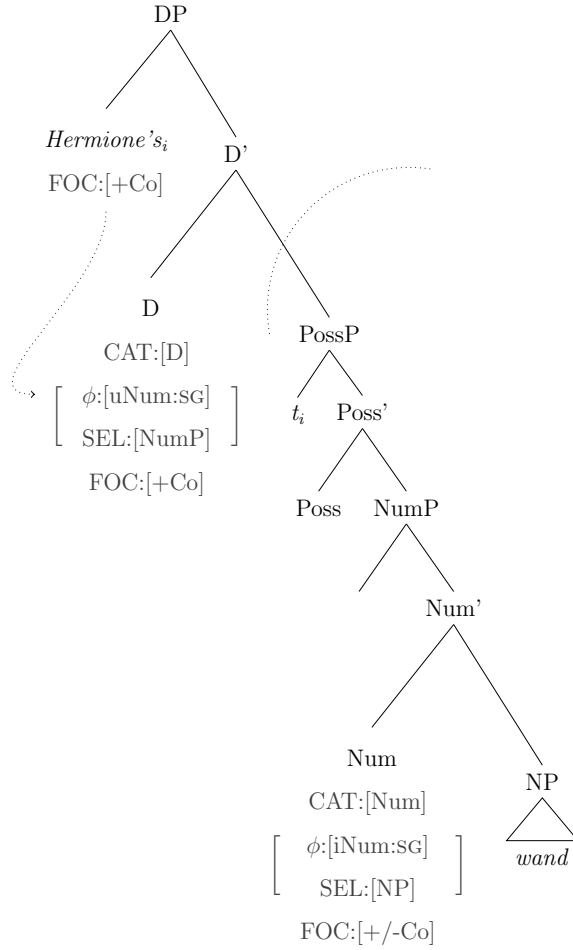 DP
Hermione's_i
FOC:[+Co]
D'
D
CAT:[D]
ϕ:[uNum:SG]
SEL:[NumP]
FOC:[+Co]
PossP
t_i
Poss'
Poss NumP
Num'
Num
CAT:[Num]
ϕ:[iNum:SG]
SEL:[NP]
FOC:[+/-Co]
NP
wand